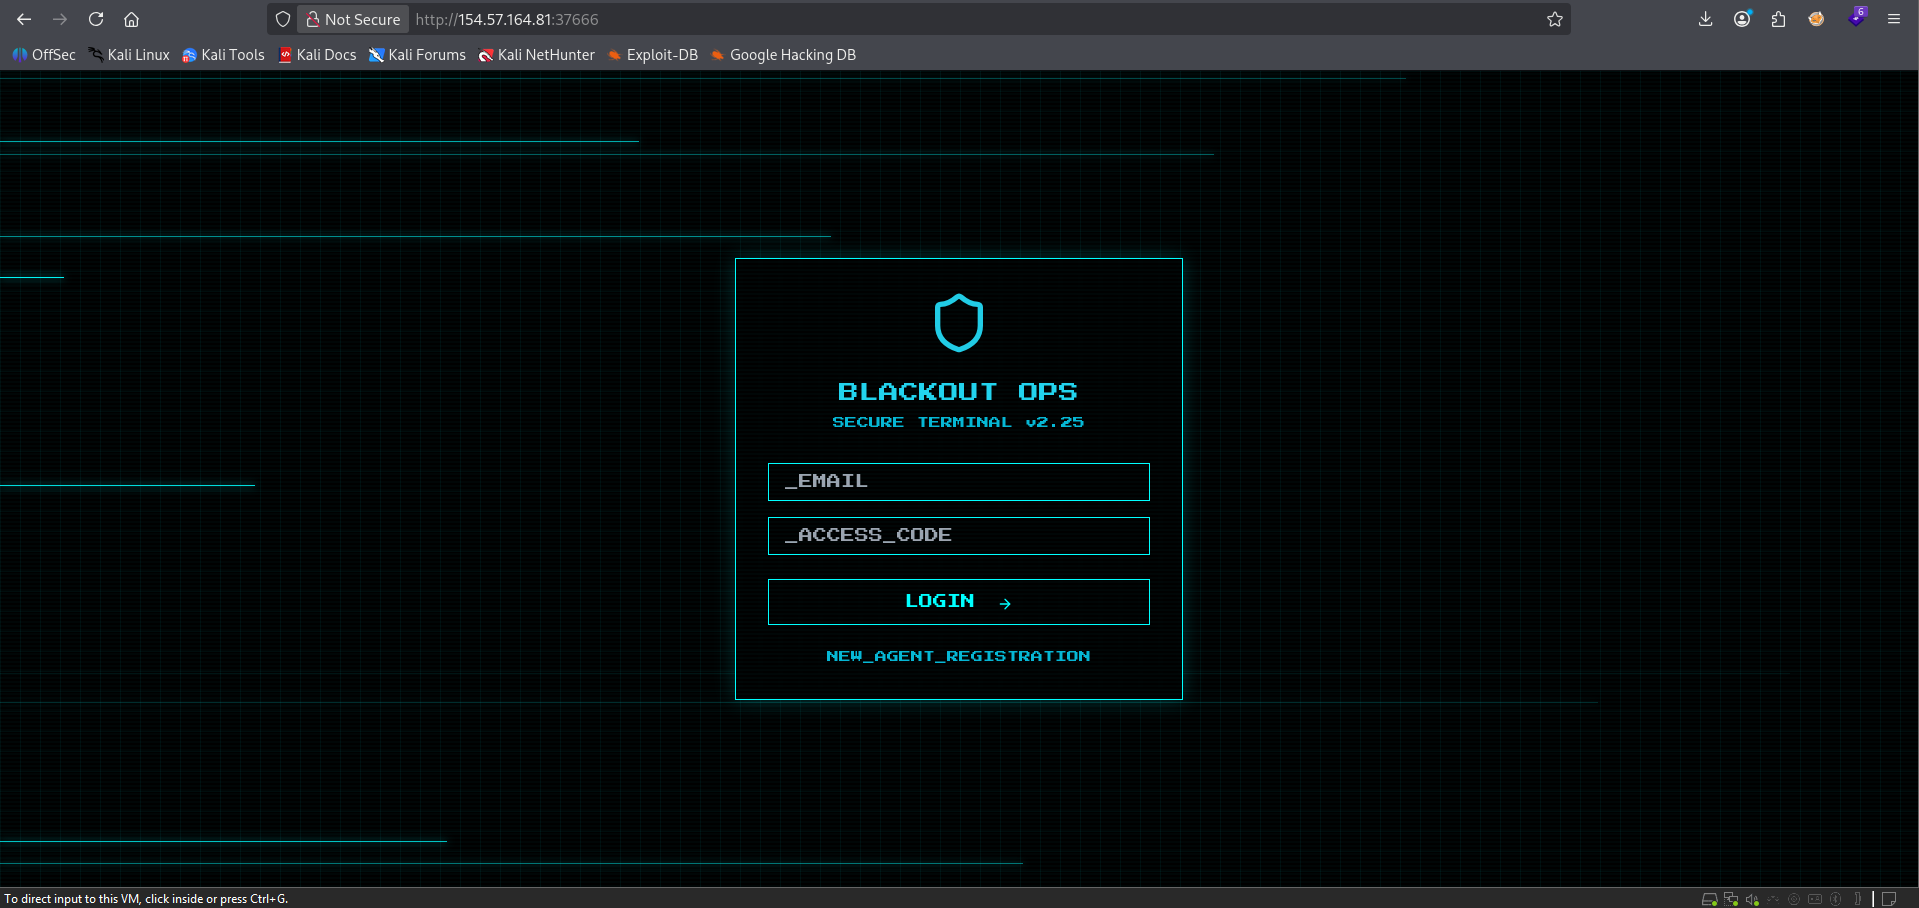 Not Secure http://154.57.164.81:37666 6
OffSec Kali Linux Kali Tools Kali Docs Kali Forums Kali NetHunter Exploit-DB Google Hacking DB
BLACKOUT OPS
SECURE TERMINAL v2.25
_EMAIL
_ACCESS_CODE
LOGIN →
NEW_AGENT_REGISTRATION
To direct input to this VM, click inside or press Ctrl+G.